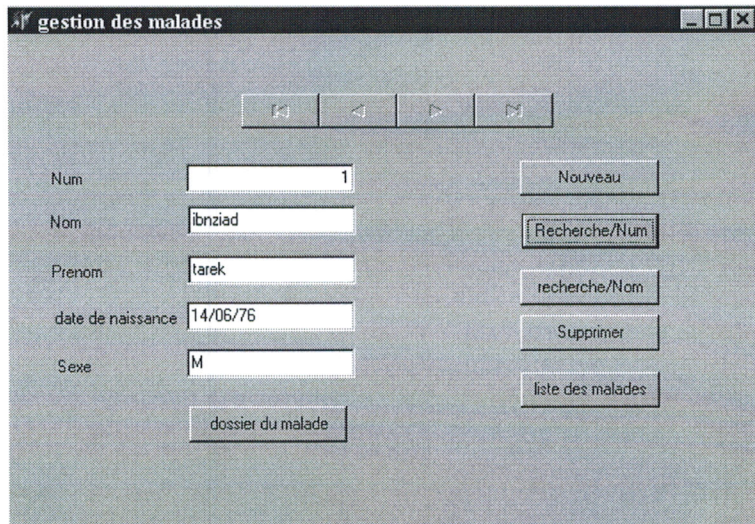 gestion des malades
Num 1 Nouveau
Nom ibnziad Recherche/Num
Prenom tarek recherche/Nom
date de naissance 14/06/76 Supprimer
Sexe M liste des malades
dossier du malade